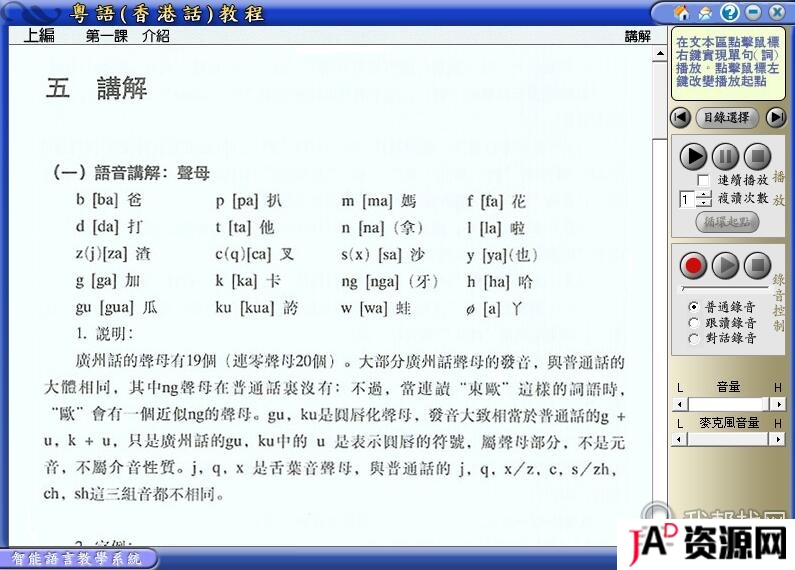 粵語(香港話)教程
上編 第一課 介紹 講解
五 講解
（一）語音講解：聲母
b [ba] 爸 p [pa] 扒 m [ma] 媽 f [fa] 花
d [da] 打 t [ta] 他 n [na]（拿） l [la] 啦
z(j)[za] 渣 c(q)[ca] 叉 s(x) [sa] 沙 y [ya](也)
g [ga] 加 k [ka] 卡 ng [nga]（牙） h [ha] 哈
gu [gua] 瓜 ku [kua] 誇 w [wa] 蛙 ø [a] 丫
1. 説明：
廣州話的聲母有19個（連零聲母20個）。大部分廣州話聲母的發音，與普通話的
大體相同，其中ng聲母在普通話裏沒有；不過，當連讀“東歐”這樣的詞語時，
“歐”會有一個近似ng的聲母。gu，ku是圓唇化聲母，發音大致相當於普通話的g +
u，k + u，只是廣州話的gu，ku中的 u 是表示圓唇的符號，屬聲母部分，不是元
音，不屬介音性質。j，q，x 是舌葉音聲母，與普通話的 j，q，x／z，c，s／zh，
ch，sh這三組音都不相同。
在文本區點擊鼠標
右鍵實現單句(詞)
播放。點擊鼠標左
鍵改變播放起點
目錄選擇
連續播放
1 複讀次數
循環起點
播放
普通錄音
跟讀錄音
對話錄音
錄音控制
L 音量 H
L 麥克風音量 H
智能語言教學系統
JAD資源网